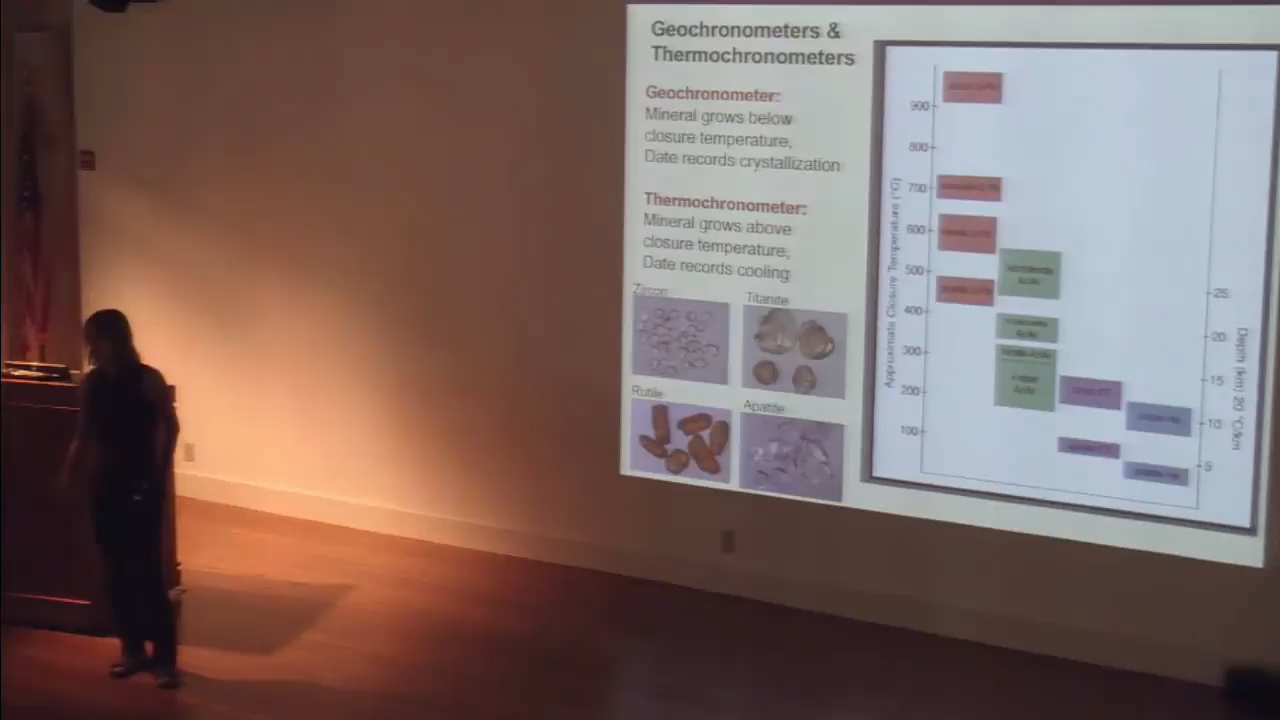 Geochronometers &
Thermochronometers
Geochronometer:
Mineral grows below
closure temperature,
Date records crystallization
Thermochronometer:
Mineral grows above
closure temperature,
Date records cooling
Zircon
Titanite
Rutile
Apatite
Approximate Closure Temperature (°C)
900
800
700
600
500
400
300
200
100
25
20
15
10
5
Depth (km) 20 °C/km